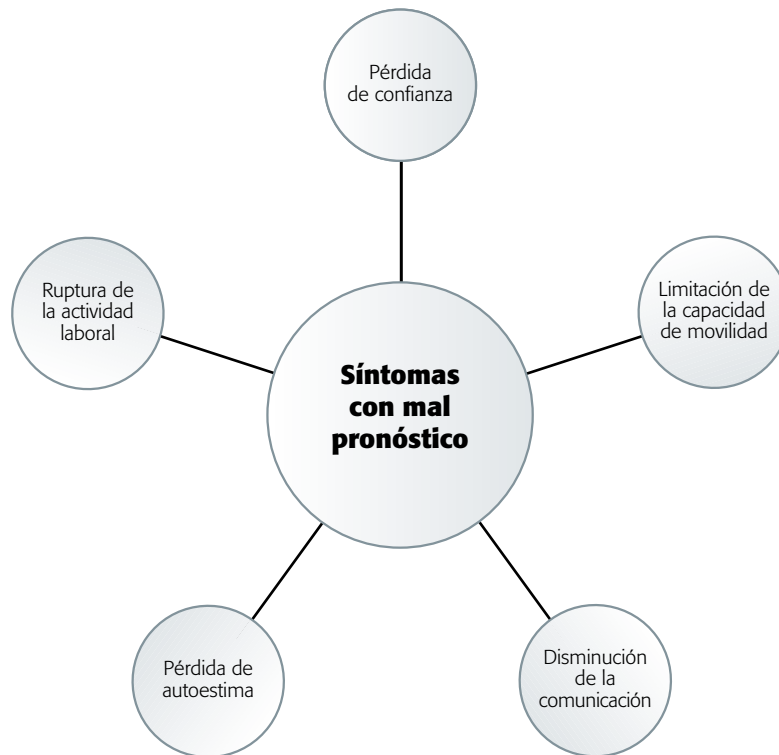 Pérdida
de confianza
Ruptura de
la actividad
laboral
Limitación de
la capacidad
de movilidad
Síntomas
con mal
pronóstico
Pérdida de
autoestima
Disminución
de la
comunicación